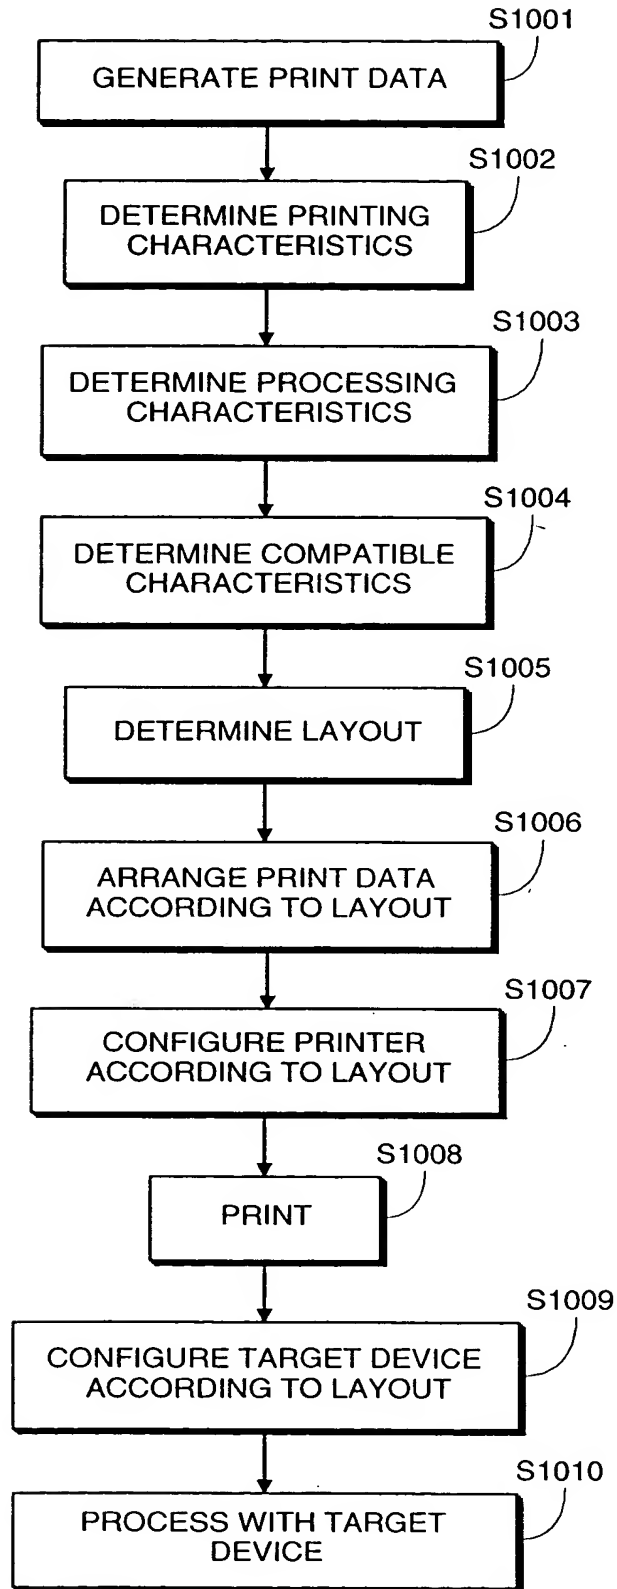 S1001
GENERATE PRINT DATA
S1002
DETERMINE PRINTING
CHARACTERISTICS
S1003
DETERMINE PROCESSING
CHARACTERISTICS
S1004
DETERMINE COMPATIBLE
CHARACTERISTICS
S1005
DETERMINE LAYOUT
S1006
ARRANGE PRINT DATA
ACCORDING TO LAYOUT
S1007
CONFIGURE PRINTER
ACCORDING TO LAYOUT
S1008
PRINT
S1009
CONFIGURE TARGET DEVICE
ACCORDING TO LAYOUT
S1010
PROCESS WITH TARGET
DEVICE